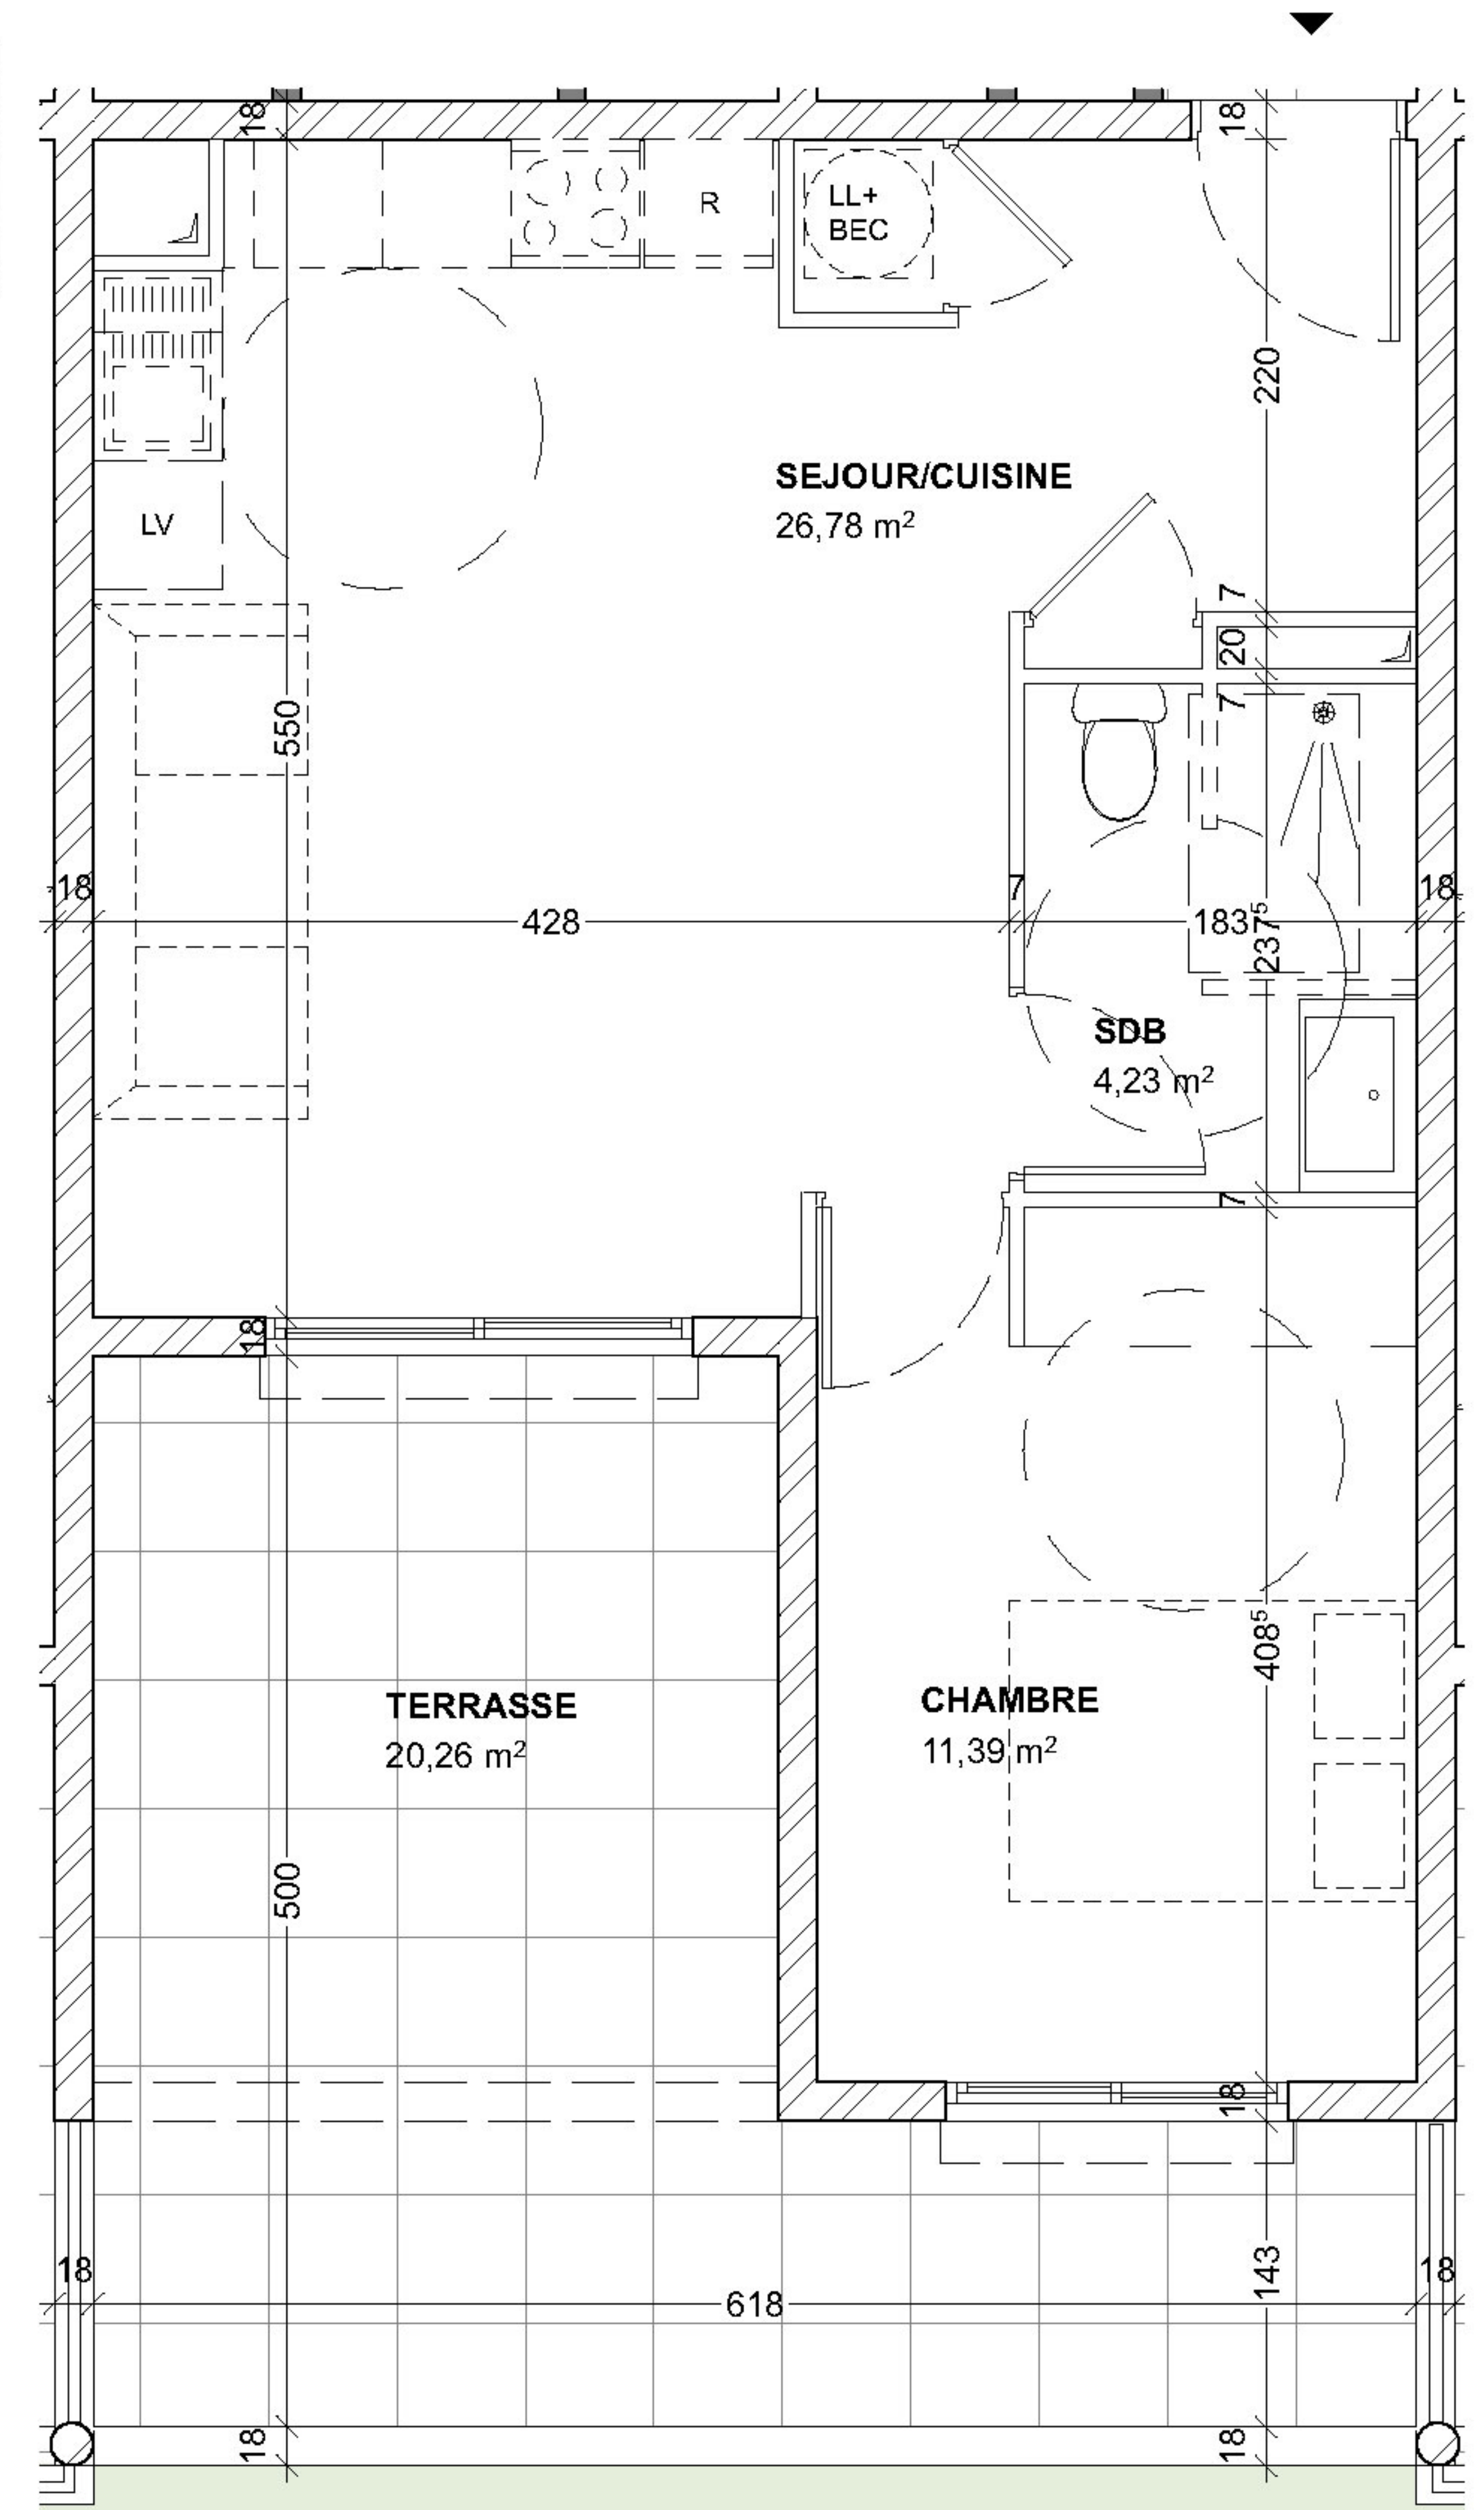 18
18
R
LL+
BEC
220
SEJOUR/CUISINE
26,78 m²
LV
7
20
7
550
18
428
7
183
237⁵
18
SDB
4,23 m²
7
18
408⁵
TERRASSE
20,26 m²
CHAMBRE
11,39 m²
500
18
18
618
143
18
18
18